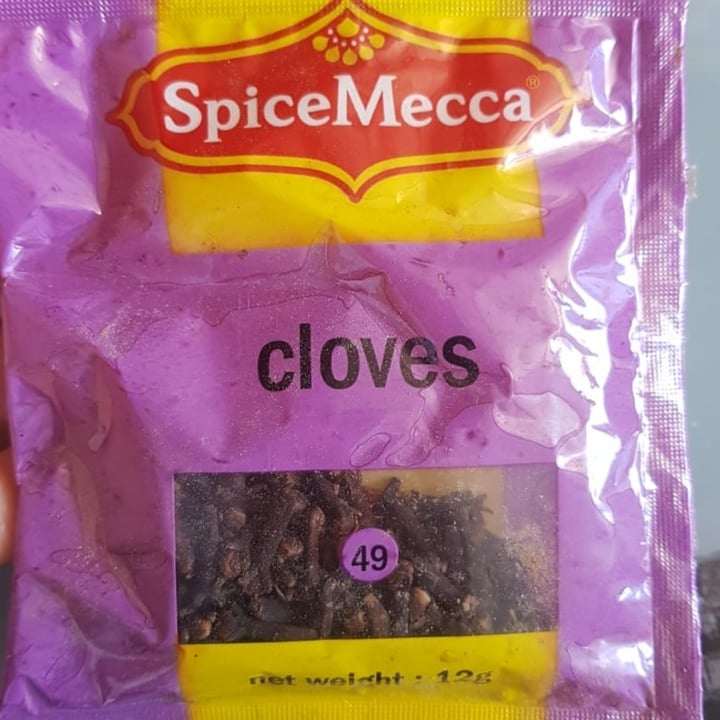 SpiceMecca®
cloves
49
net weight : 12g